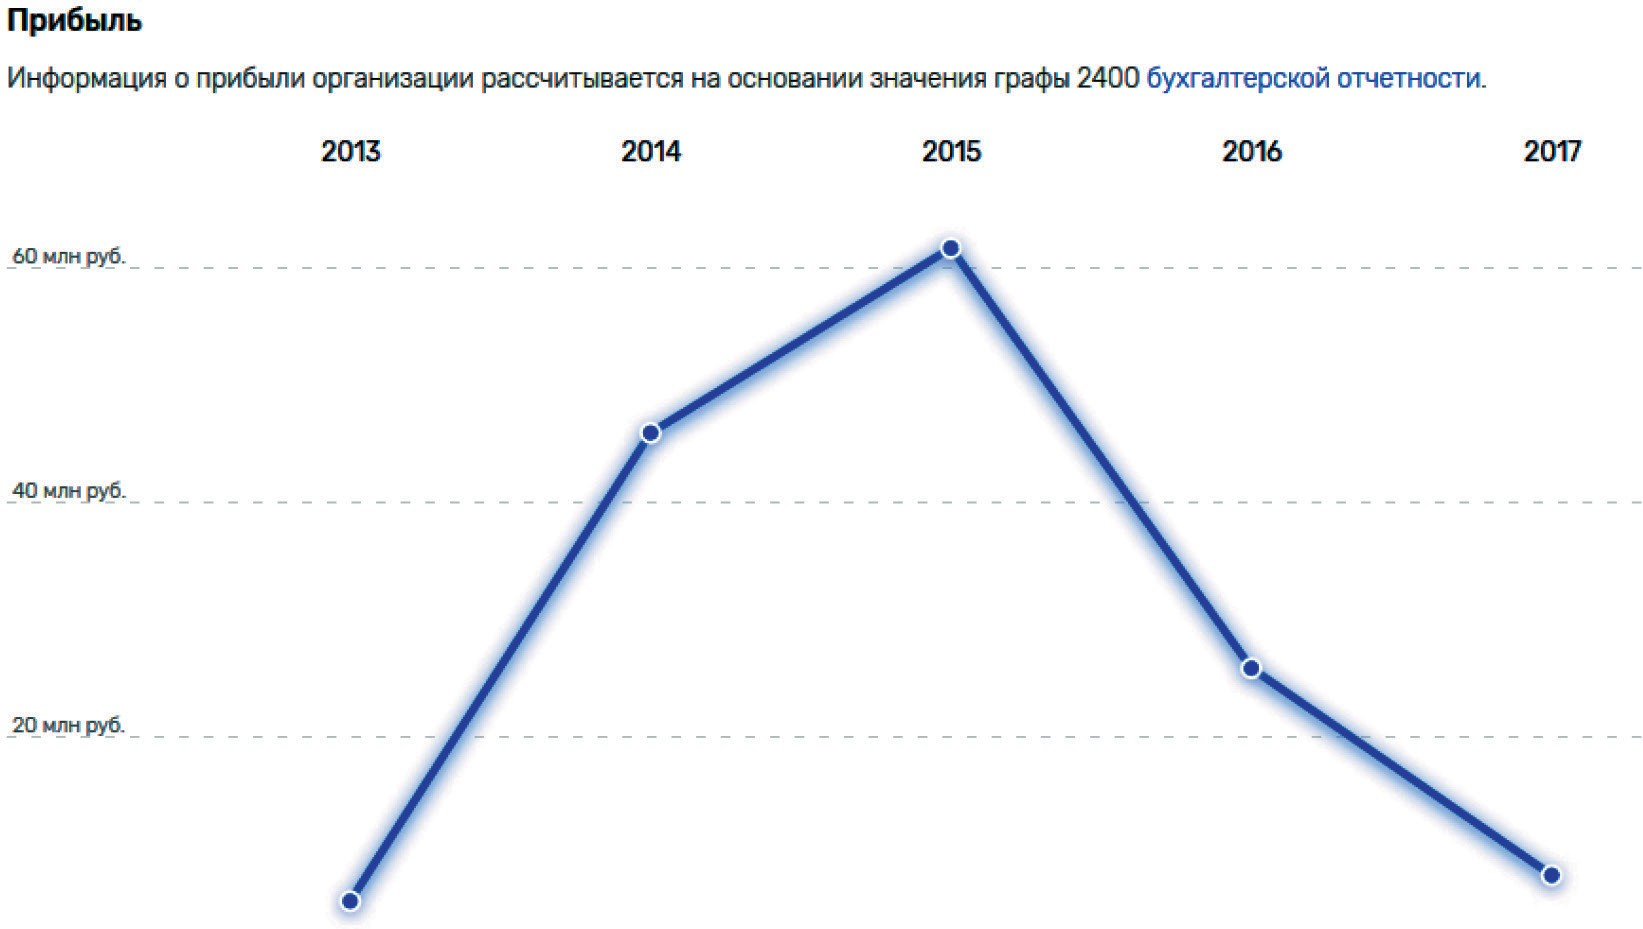 Прибыль
Информация о прибыли организации рассчитывается на основании значения графы 2400 бухгалтерской отчетности.
2013 2014 2015 2016 2017
60 млн руб.
40 млн руб.
20 млн руб.